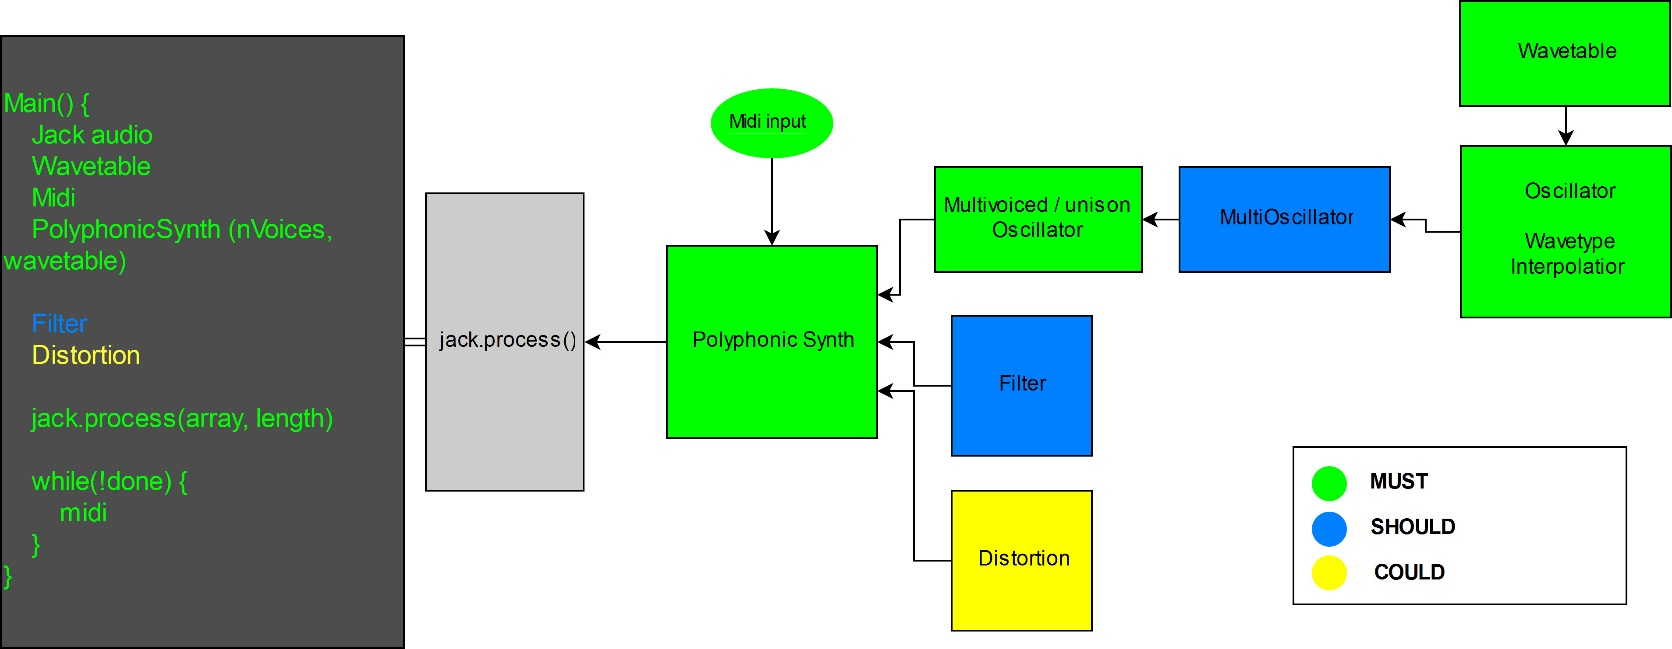 Main() {
Jack audio
Wavetable
Midi
PolyphonicSynth (nVoices,
wavetable)
Filter
Distortion
jack.process(array, length)
while(!done) {
midi
}
}
jack.process()
Midi input
Polyphonic Synth
Multivoiced / unison
Oscillator
MultiOscillator
Wavetable
Oscillator
Wavetype
Interpolatior
Filter
Distortion
MUST
SHOULD
COULD